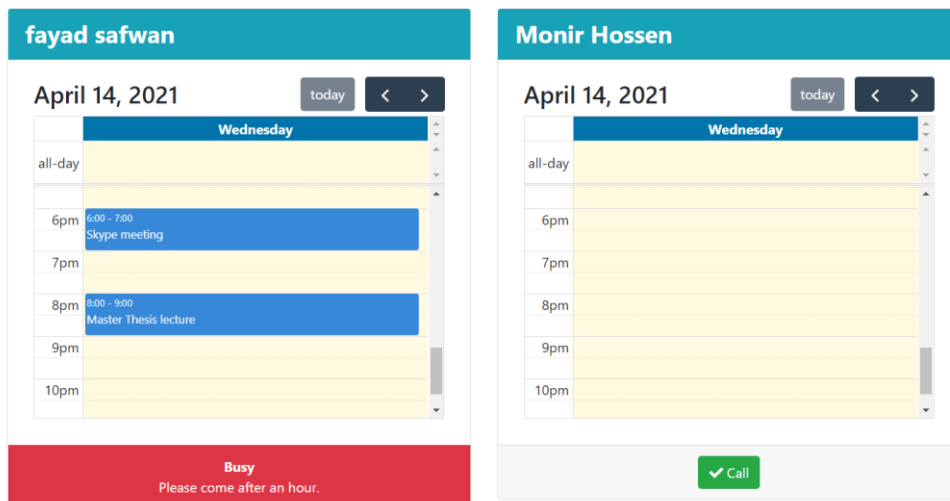 fayad safwan
April 14, 2021
today
Wednesday
all-day
6pm
6:00 - 7:00
Skype meeting
7pm
8pm
8:00 - 9:00
Master Thesis lecture
9pm
10pm
Busy
Please come after an hour.
Monir Hossen
April 14, 2021
today
Wednesday
all-day
6pm
7pm
8pm
9pm
10pm
Call